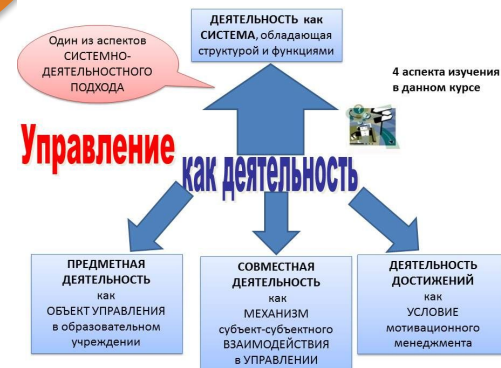 ДЕЯТЕЛЬНОСТЬ как
СИСТЕМА, обладающая
структурой и функциями
Один из аспектов
СИСТЕМНО-
ДЕЯТЕЛЬНОСТНОГО
ПОДХОДА
4 аспекта изучения
в данном курсе
Управление
как деятельность
ПРЕДМЕТНАЯ
ДЕЯТЕЛЬНОСТЬ
как
ОБЪЕКТ УПРАВЛЕНИЯ
в образовательном
учреждении
СОВМЕСТНАЯ
ДЕЯТЕЛЬНОСТЬ
как
МЕХАНИЗМ
субъект-субъектного
ВЗАИМОДЕЙСТВИЯ
в УПРАВЛЕНИИ
ДЕЯТЕЛЬНОСТЬ
ДОСТИЖЕНИЙ
как
УСЛОВИЕ
мотивационного
менеджмента